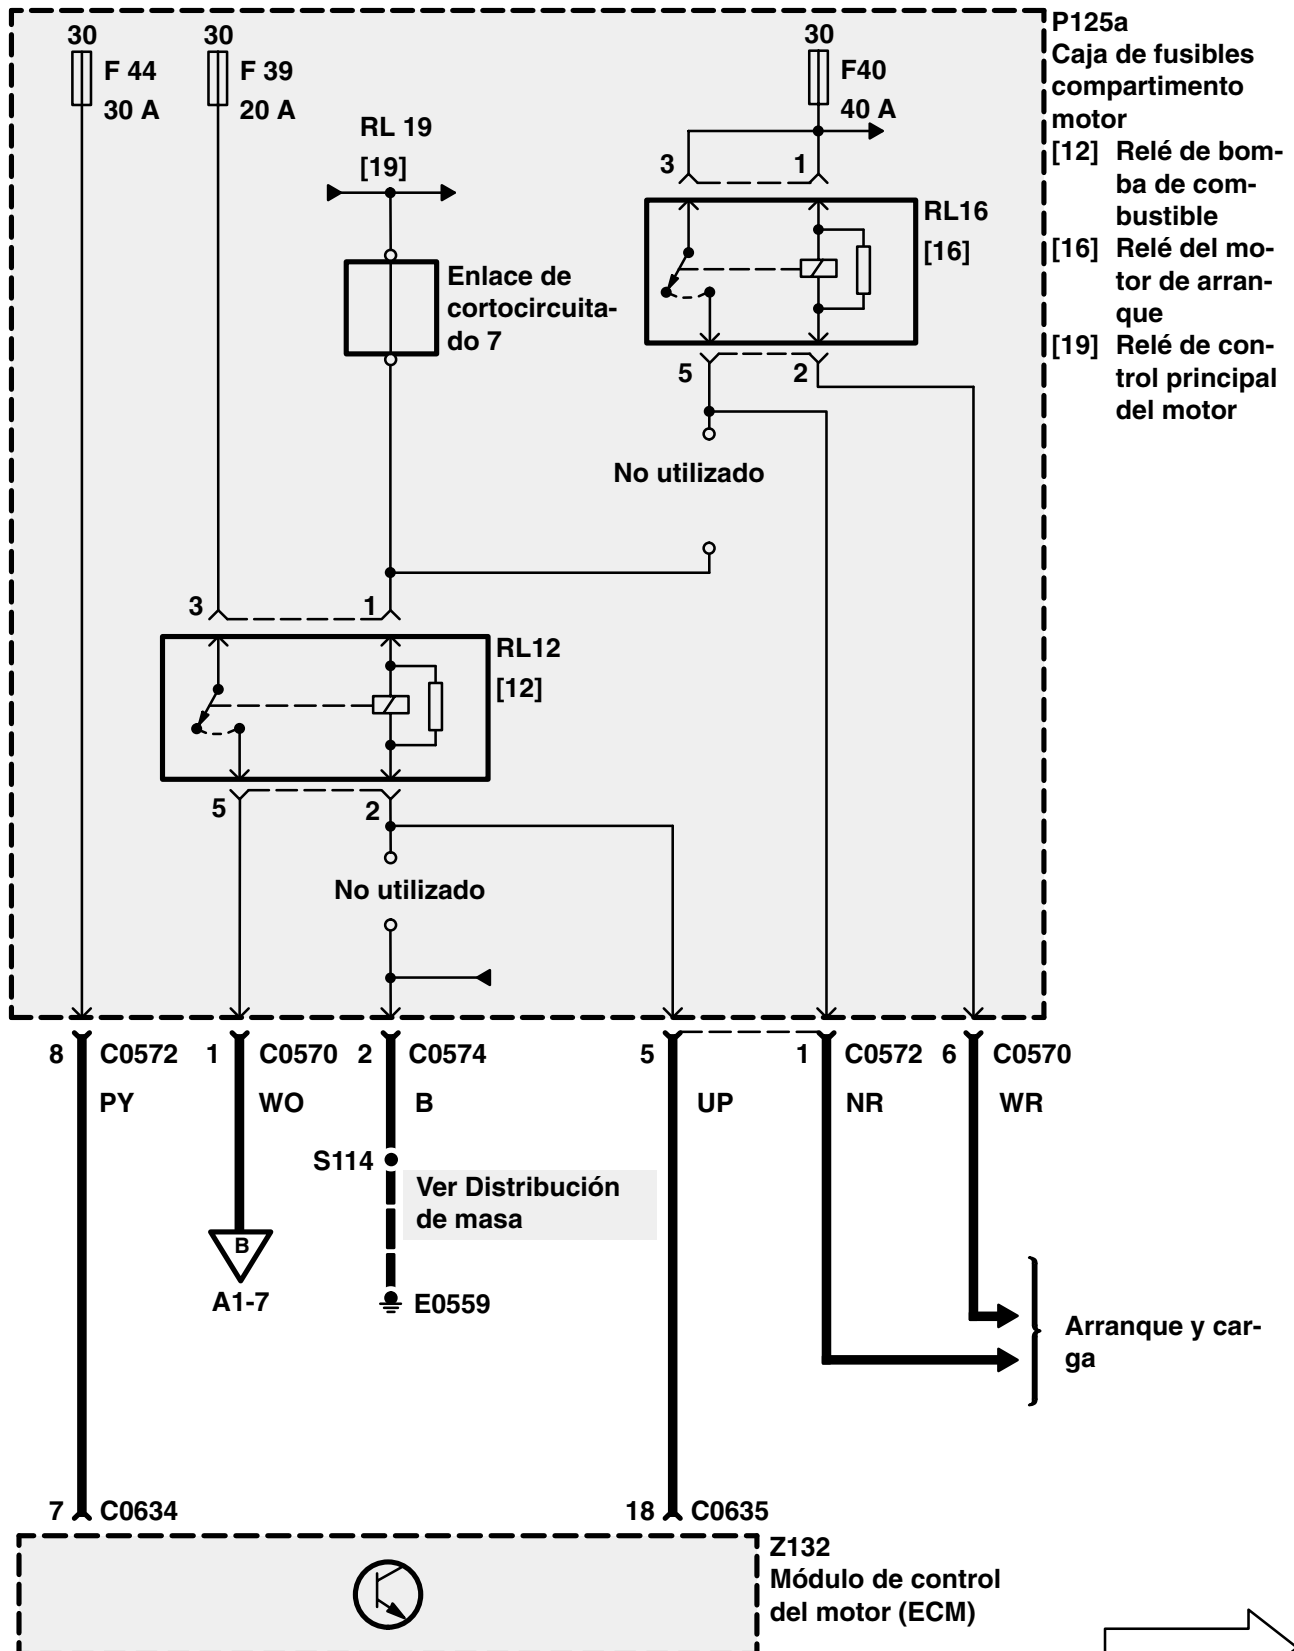 P125a
Caja de fusibles
compartimento
motor
[12] Relé de bom-
ba de com-
bustible
[16] Relé del mo-
tor de arran-
que
[19] Relé de con-
trol principal
del motor
30
F 44
30 A
30
F 39
20 A
30
F40
40 A
RL 19
[19]
3
1
RL16
[16]
Enlace de
cortocircuita-
do 7
5
2
No utilizado
3
1
RL12
[12]
5
2
No utilizado
8
C0572
1
C0570
2
C0574
5
1
C0572
6
C0570
PY
WO
B
UP
NR
WR
S114
Ver Distribución
de masa
B
A1-7
E0559
Arranque y car-
ga
7
C0634
18
C0635
Z132
Módulo de control
del motor (ECM)